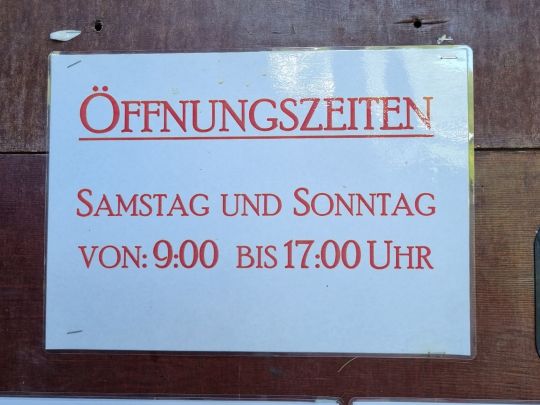 ÖFFNUNGSZEITEN
SAMSTAG UND SONNTAG
VON: 9:00 BIS 17:00 UHR